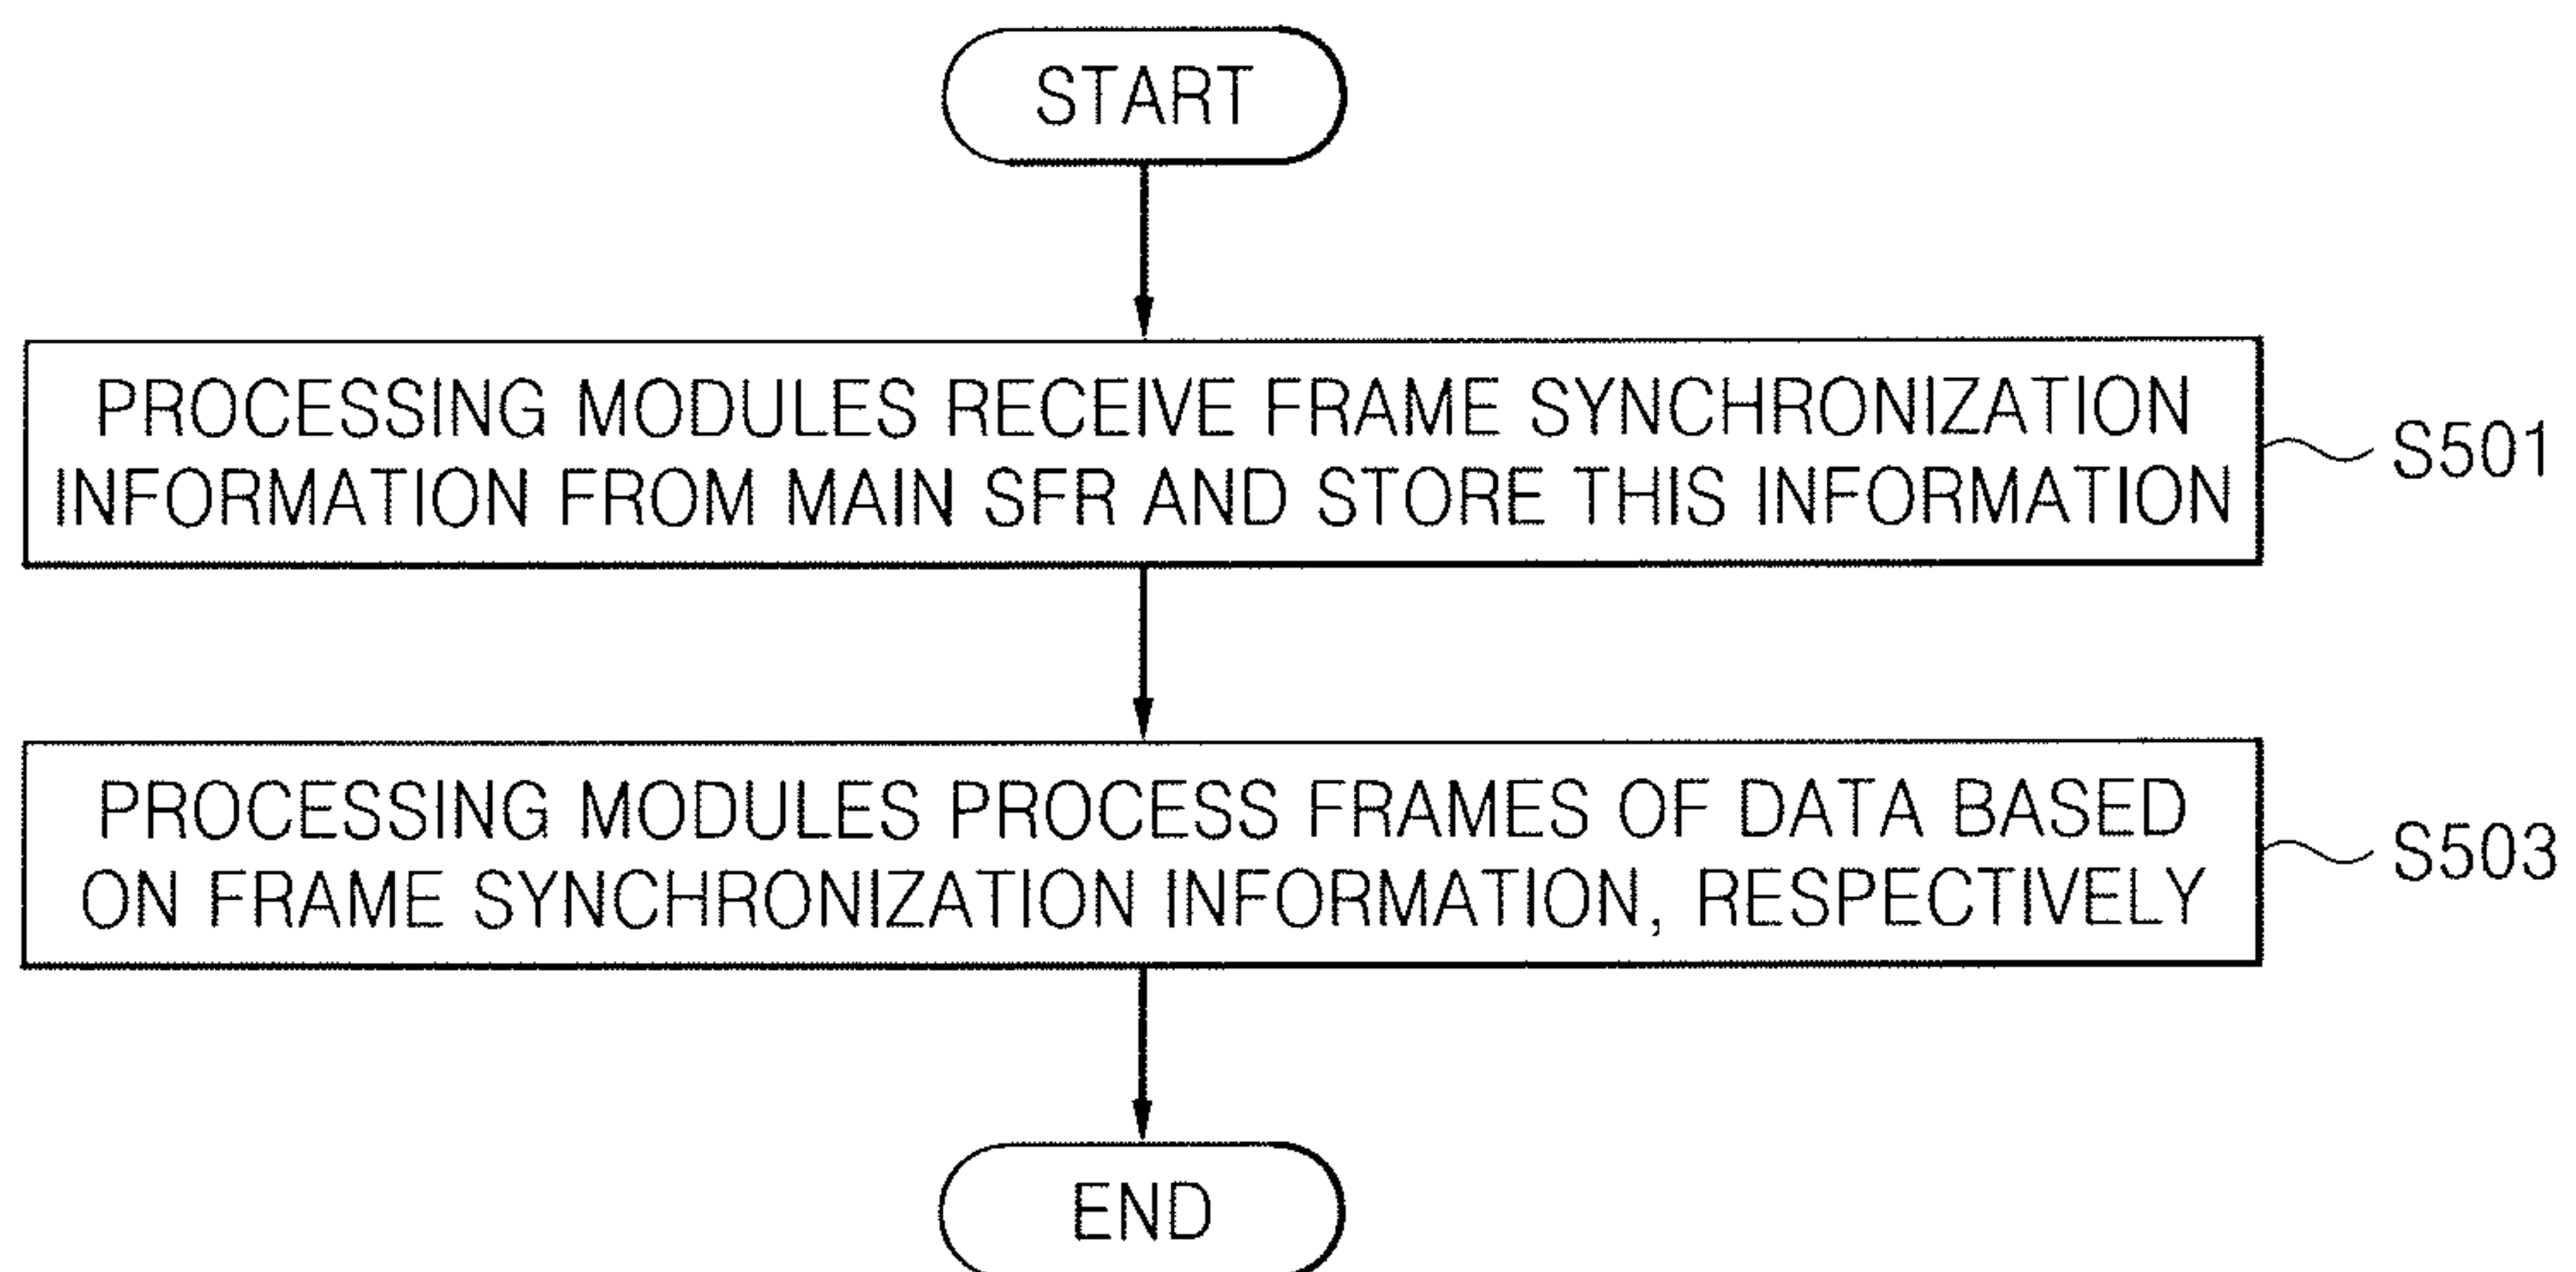 START
PROCESSING MODULES RECEIVE FRAME SYNCHRONIZATION
INFORMATION FROM MAIN SFR AND STORE THIS INFORMATION
S501
PROCESSING MODULES PROCESS FRAMES OF DATA BASED
ON FRAME SYNCHRONIZATION INFORMATION, RESPECTIVELY
S503
END